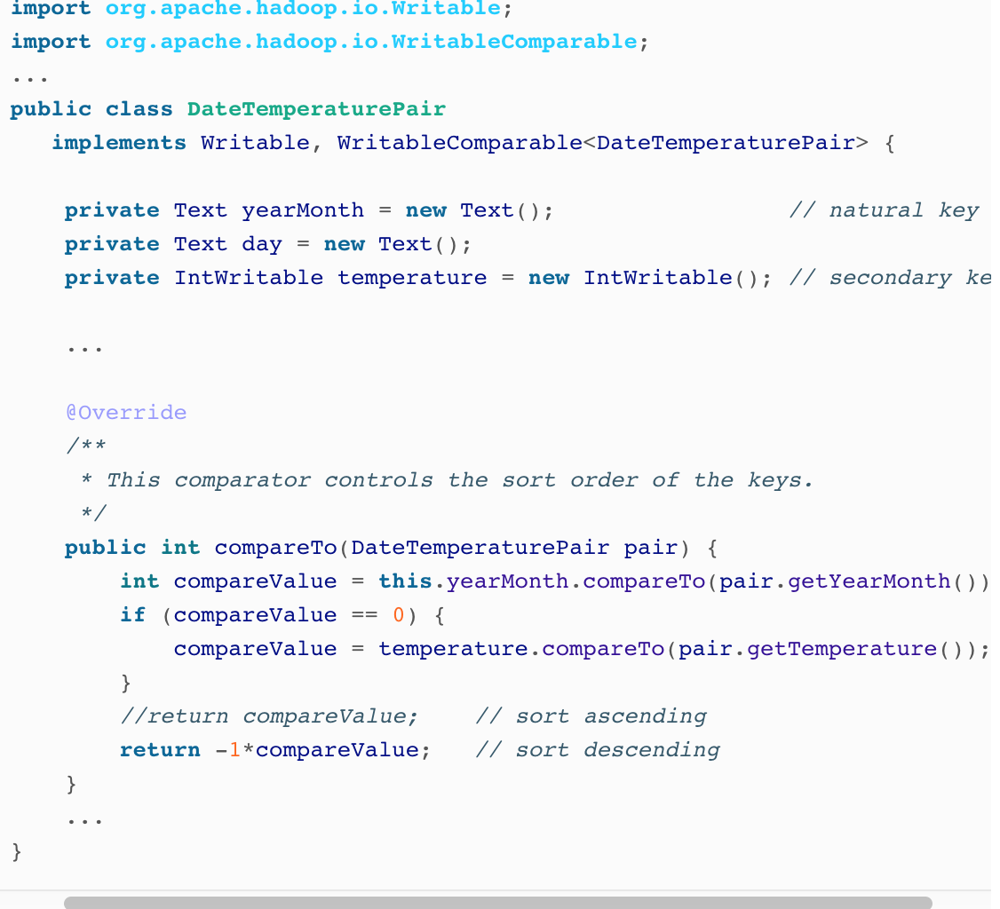 import org.apache.hadoop.io.Writable;
import org.apache.hadoop.io.WritableComparable;
...
public class DateTemperaturePair
   implements Writable, WritableComparable<DateTemperaturePair> {

    private Text yearMonth = new Text();                 // natural key
    private Text day = new Text();
    private IntWritable temperature = new IntWritable(); // secondary ke

    ...

    @Override
    /**
     * This comparator controls the sort order of the keys.
     */
    public int compareTo(DateTemperaturePair pair) {
        int compareValue = this.yearMonth.compareTo(pair.getYearMonth())
        if (compareValue == 0) {
            compareValue = temperature.compareTo(pair.getTemperature());
        }
        //return compareValue;    // sort ascending
        return -1*compareValue;   // sort descending
    }
    ...
}